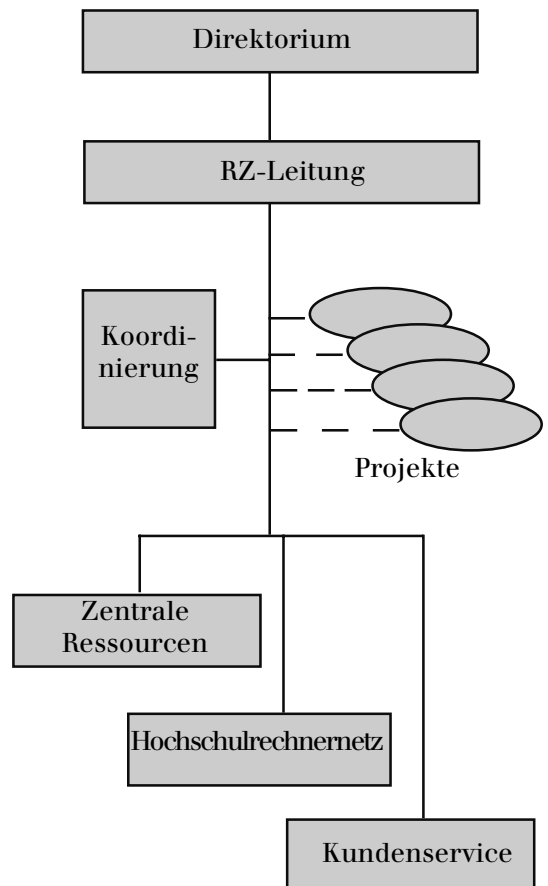 Direktorium
RZ-Leitung
Koordi-
nierung
Projekte
Zentrale
Ressourcen
Hochschulrechnernetz
Kundenservice